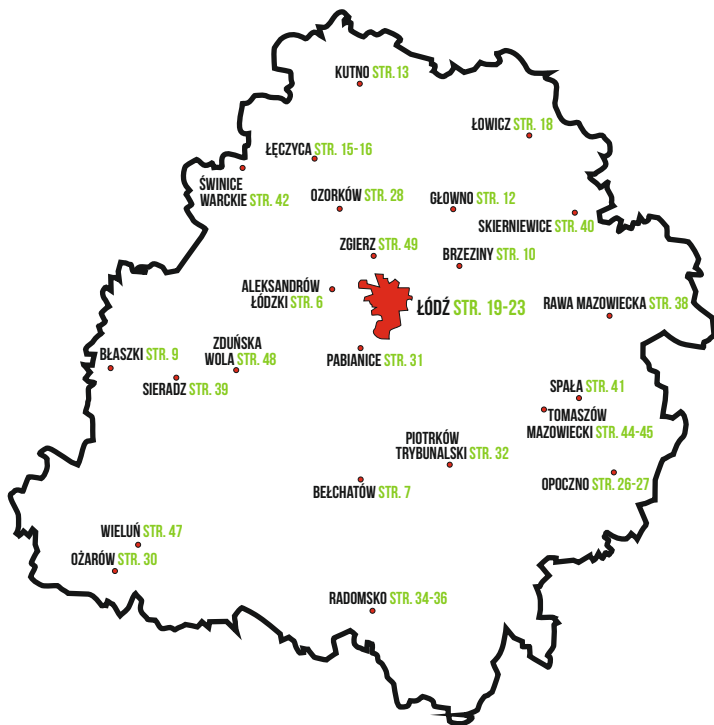 KUTNO STR.13
ŁOWICZ STR. 18
ŁĘCZYCA STR. 15-16
ŚWINICE
WARCKIE STR. 42
OZORKÓW STR. 28
GŁOWNO STR. 12
SKIERNIEWICE STR. 40
ZGIERZ STR. 49
BRZEZINY STR. 10
ALEKSANDRÓW
ŁÓDZKI STR. 6
ŁÓDŹ STR. 19-23
RAWA MAZOWIECKA STR. 38
ZDUŃSKA
WOLA STR. 48
BŁASZKI STR. 9
PABIANICE STR. 31
SIERADZ STR. 39
SPAŁA STR. 41
TOMASZÓW
MAZOWIECKI STR. 44-45
PIOTRKÓW
TRYBUNALSKI STR. 32
BEŁCHATÓW STR. 7
OPOCZNO STR. 26-27
WIELUŃ STR. 47
OŻARÓW STR. 30
RADOMSKO STR. 34-36